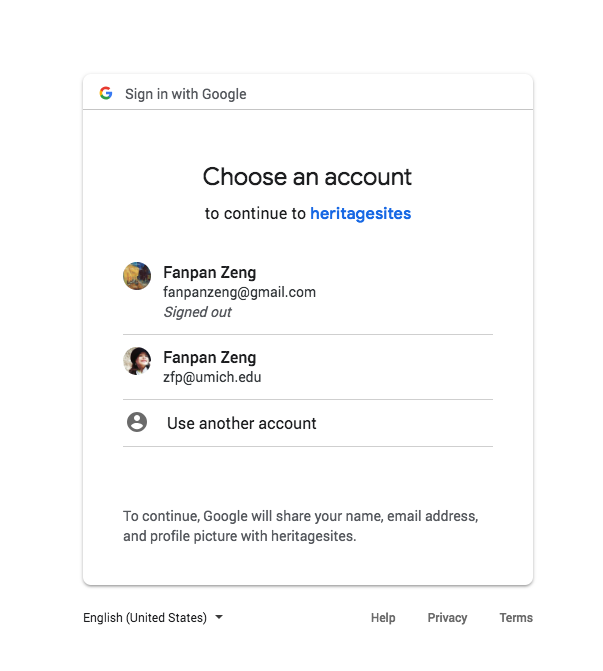 Sign in with Google
Choose an account
to continue to heritagesites
Fanpan Zeng
fanpanzeng@gmail.com
Signed out
Fanpan Zeng
zfp@umich.edu
Use another account
To continue, Google will share your name, email address,
and profile picture with heritagesites.
English (United States) Help Privacy Terms